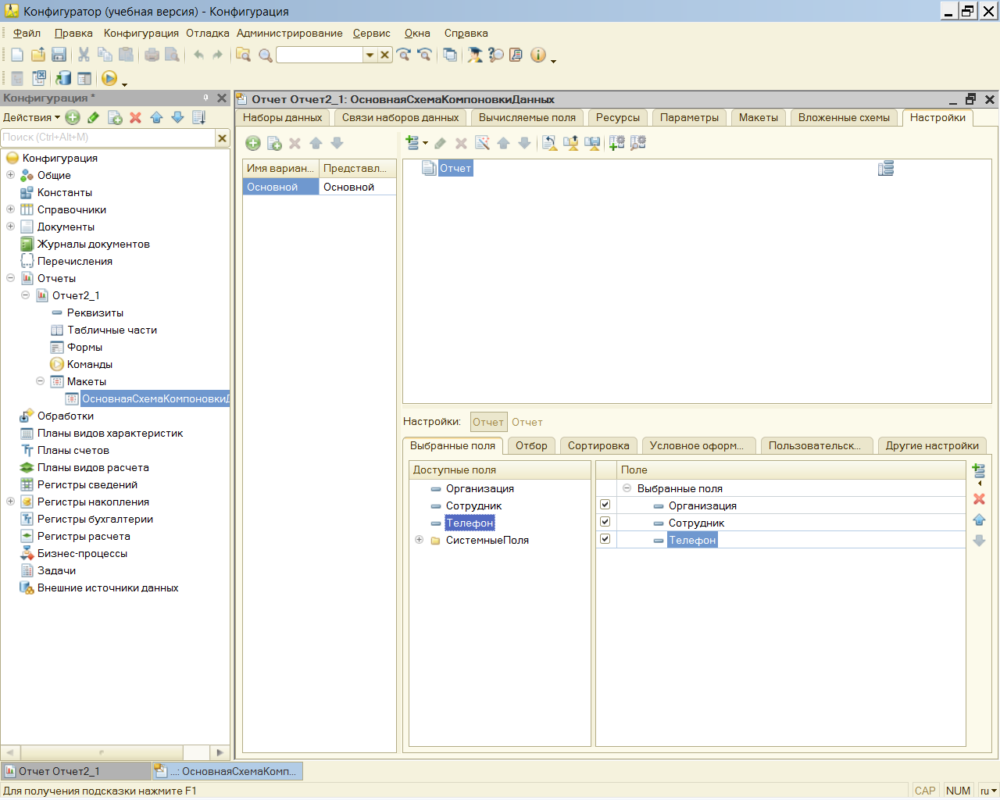 Конфигуратор (учебная версия) - Конфигурация
Файл Правка Конфигурация Отладка Администрирование Сервис Окна Справка
Конфигурация *
Действия
Поиск (Ctrl+Alt+M)
Конфигурация
Общие
Константы
Справочники
Документы
Журналы документов
Перечисления
Отчеты
Отчет2_1
Реквизиты
Табличные части
Формы
Команды
Макеты
ОсновнаяСхемаКомпоновкиД
Обработки
Планы видов характеристик
Планы счетов
Планы видов расчета
Регистры сведений
Регистры накопления
Регистры бухгалтерии
Регистры расчета
Бизнес-процессы
Задачи
Внешние источники данных
Отчет Отчет2_1: ОсновнаяСхемаКомпоновкиДанных
Наборы данных Связи наборов данных Вычисляемые поля Ресурсы Параметры Макеты Вложенные схемы Настройки
Имя вариан... Представл...
Основной Основной
Отчет
Настройки: Отчет Отчет
Выбранные поля Отбор Сортировка Условное оформ... Пользовательск... Другие настройки
Доступные поля
Организация
Сотрудник
Телефон
СистемныеПоля
Поле
Выбранные поля
Организация
Сотрудник
Телефон
Отчет Отчет2_1 ...: ОсновнаяСхемаКомп...
Для получения подсказки нажмите F1 CAP NUM ru